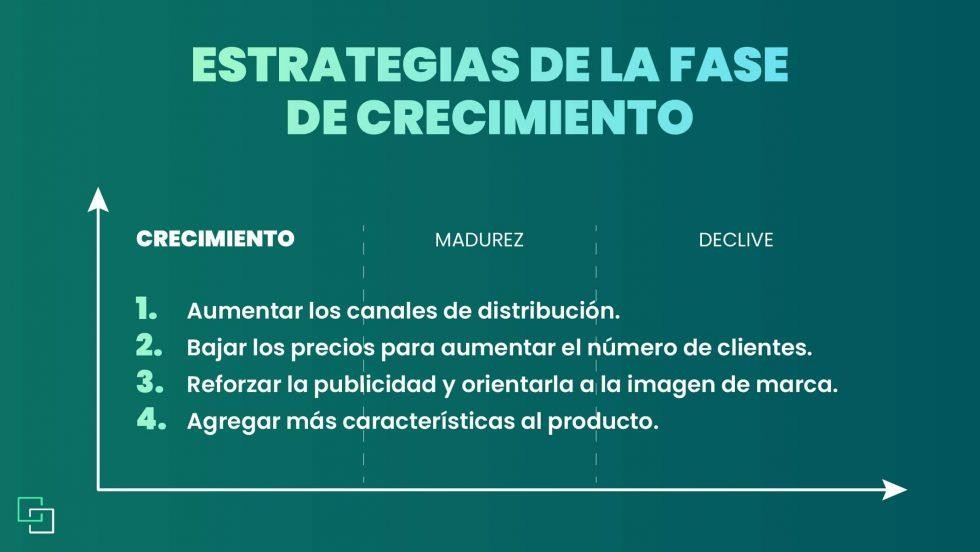 ESTRATEGIAS DE LA FASE
DE CRECIMIENTO
CRECIMIENTO MADUREZ DECLIVE
1. Aumentar los canales de distribución.
2. Bajar los precios para aumentar el número de clientes.
3. Reforzar la publicidad y orientarla a la imagen de marca.
4. Agregar más características al producto.